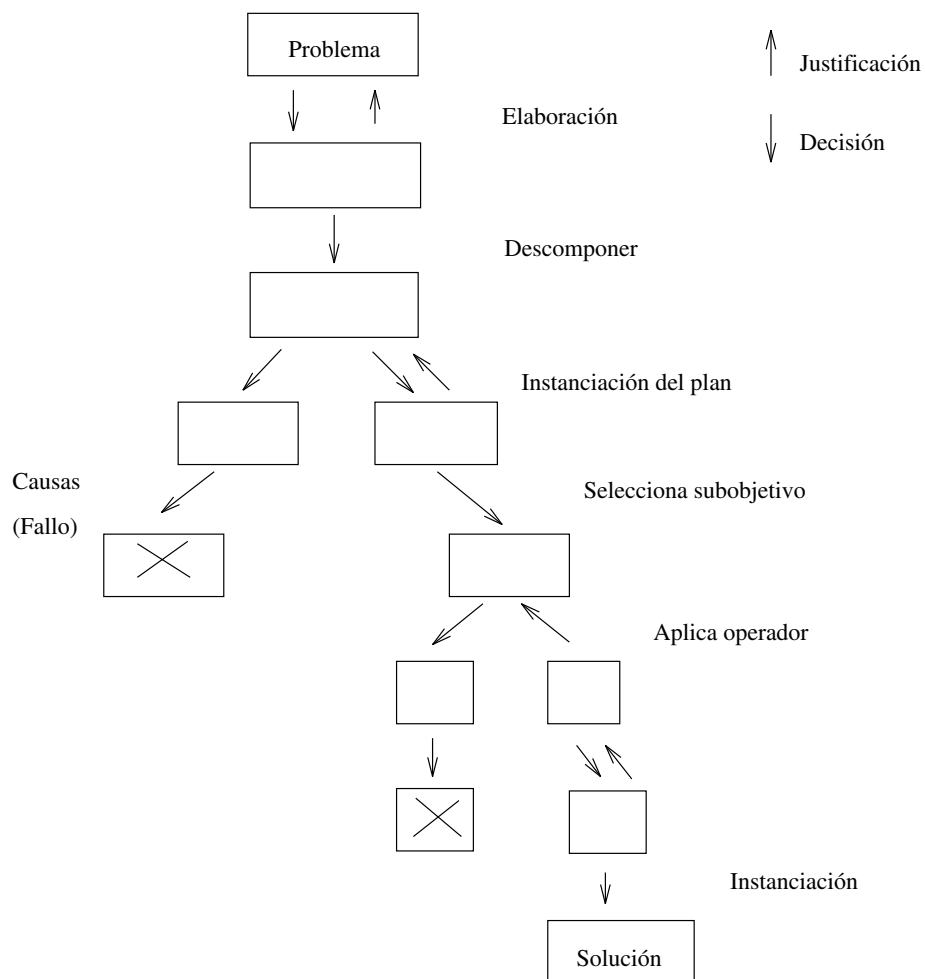 Problema
Justificación
Elaboración
Decisión
Descomponer
Instanciación del plan
Causas
(Fallo)
Selecciona subobjetivo
Aplica operador
Instanciación
Solución